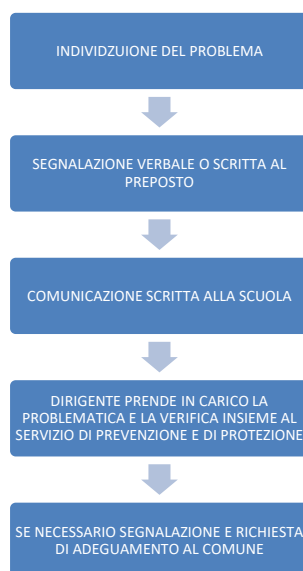 INDIVIDZUIONE DEL PROBLEMA
SEGNALAZIONE VERBALE O SCRITTA AL
PREPOSTO
COMUNICAZIONE SCRITTA ALLA SCUOLA
DIRIGENTE PRENDE IN CARICO LA
PROBLEMATICA E LA VERIFICA INSIEME AL
SERVIZIO DI PREVENZIONE E DI PROTEZIONE
SE NECESSARIO SEGNALAZIONE E RICHIESTA
DI ADEGUAMENTO AL COMUNE